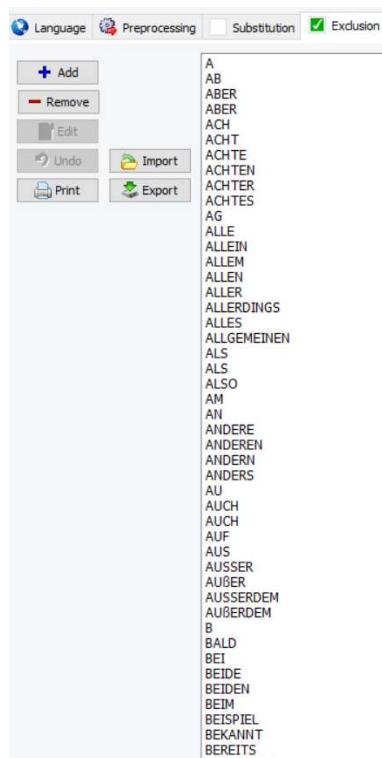 Language Preprocessing Substitution Exclusion
Add
Remove
Edit
Undo Import
Print Export
A
AB
ABER
ABER
ACH
ACHT
ACHTE
ACHTEN
ACHTER
ACHTES
AG
ALLE
ALLEIN
ALLEM
ALLEN
ALLER
ALLERDINGS
ALLES
ALLGEMEINEN
ALS
ALS
ALSO
AM
AN
ANDERE
ANDEREN
ANDERN
ANDERS
AU
AUCH
AUCH
AUF
AUS
AUSSER
AUßER
AUSSERDEM
AUßERDEM
B
BALD
BEI
BEIDE
BEIDEN
BEIM
BEISPIEL
BEKANNT
BEREITS